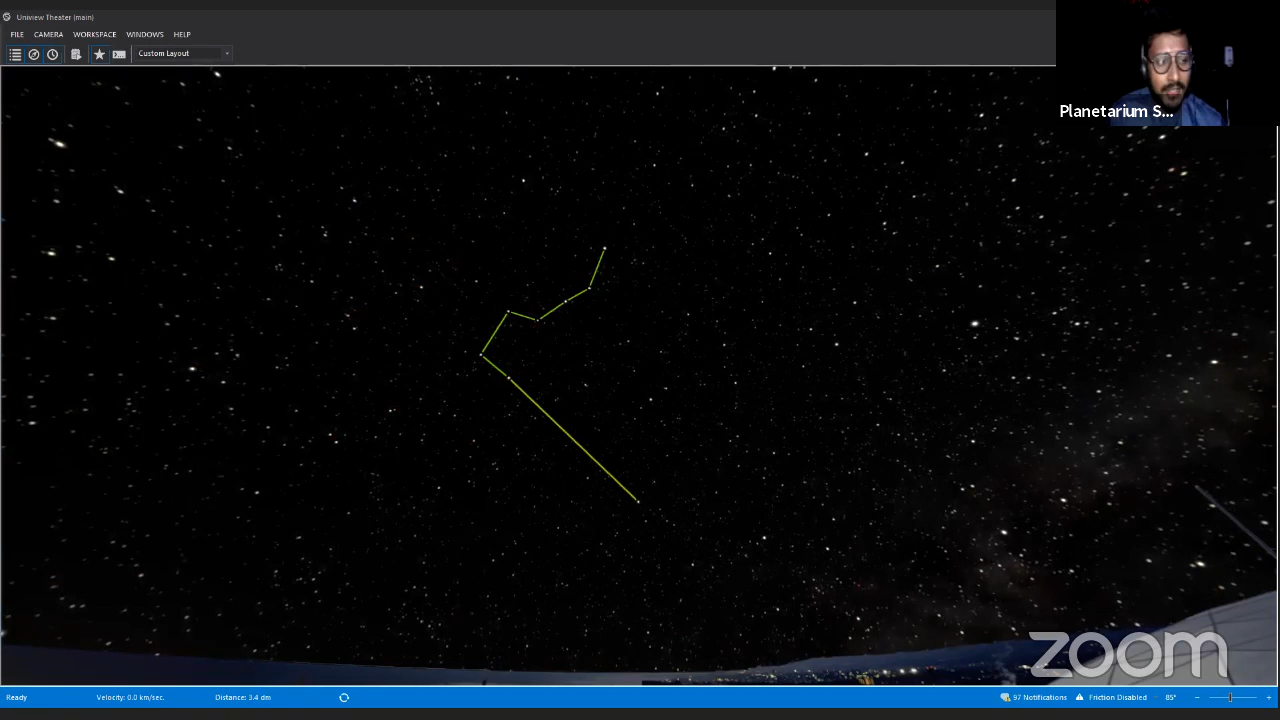 Uniview Theater (main)
FILE CAMERA WORKSPACE WINDOWS HELP
Custom Layout
Planetarium S...
zoom
Ready Velocity: 0.0 km/sec. Distance: 3.4 dm 97 Notifications Friction Disabled 85°